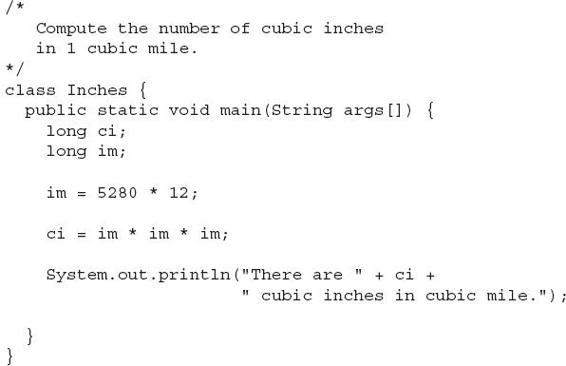 /*
   Compute the number of cubic inches
   in 1 cubic mile.
*/
class Inches {
  public static void main(String args[]) {
    long ci;
    long im;

    im = 5280 * 12;

    ci = im * im * im;

    System.out.println("There are " + ci +
                       " cubic inches in cubic mile.");

  }
}